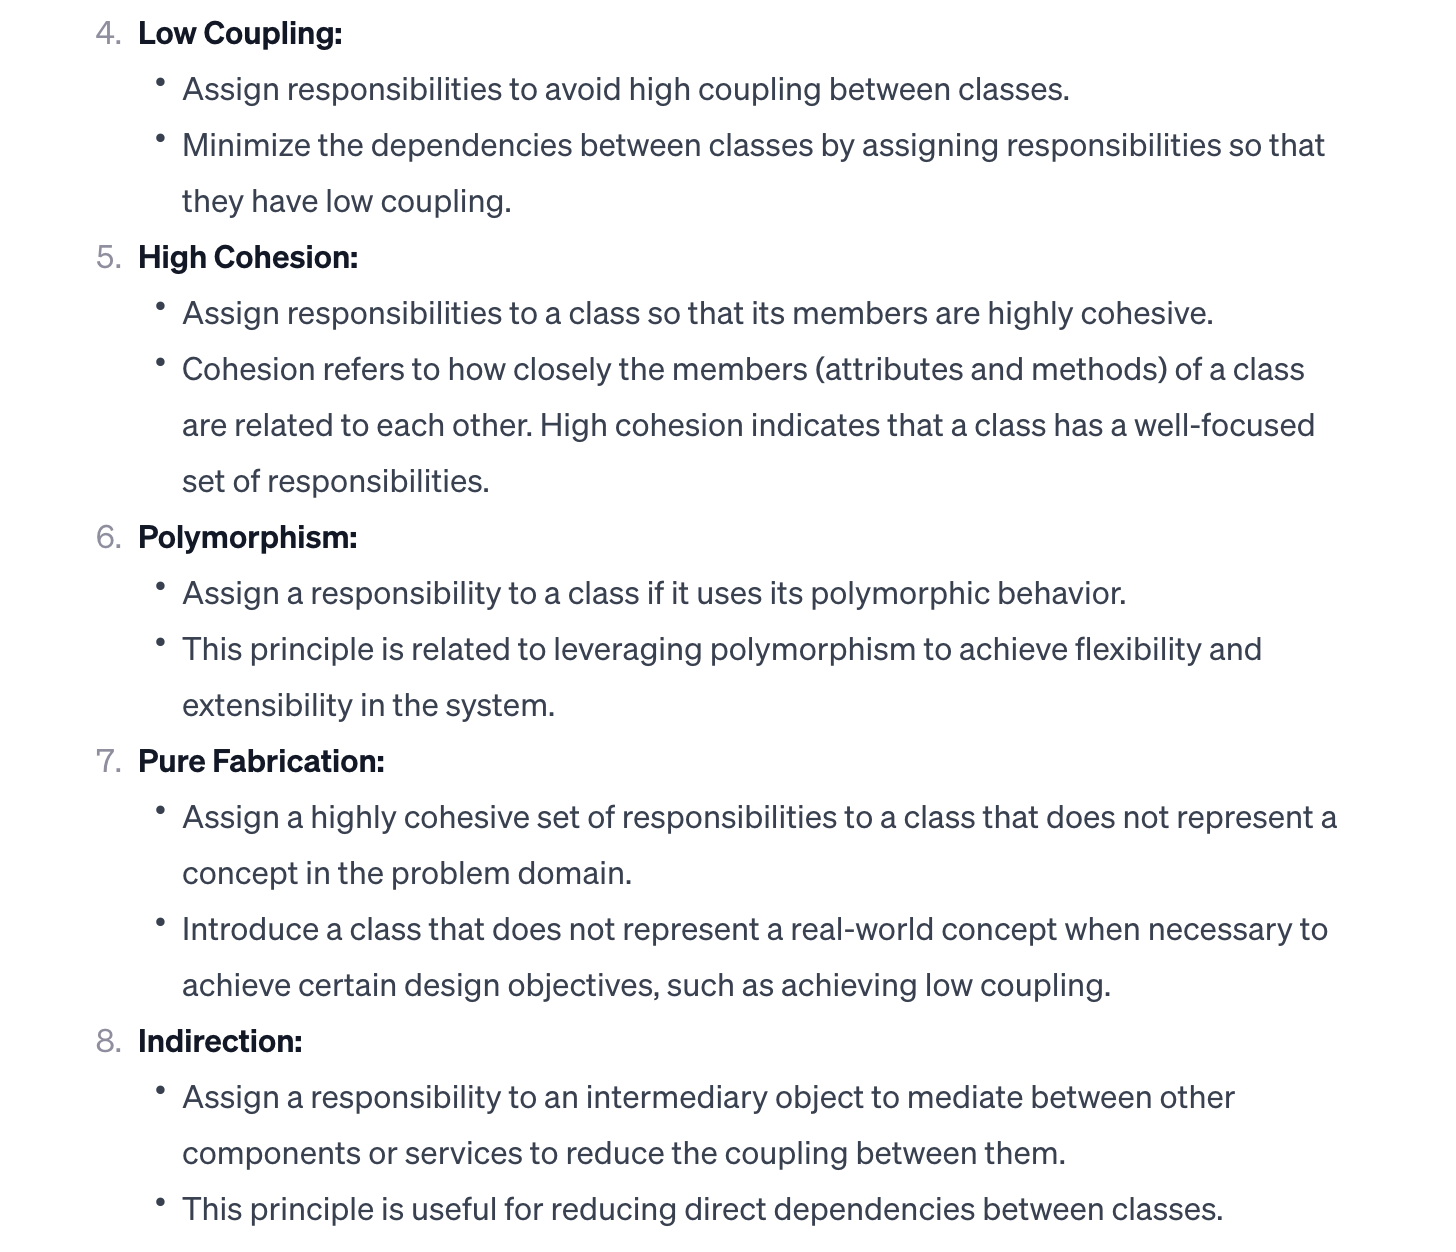 4. Low Coupling:
• Assign responsibilities to avoid high coupling between classes.
• Minimize the dependencies between classes by assigning responsibilities so that
they have low coupling.
5. High Cohesion:
• Assign responsibilities to a class so that its members are highly cohesive.
• Cohesion refers to how closely the members (attributes and methods) of a class
are related to each other. High cohesion indicates that a class has a well-focused
set of responsibilities.
6. Polymorphism:
• Assign a responsibility to a class if it uses its polymorphic behavior.
• This principle is related to leveraging polymorphism to achieve flexibility and
extensibility in the system.
7. Pure Fabrication:
• Assign a highly cohesive set of responsibilities to a class that does not represent a
concept in the problem domain.
• Introduce a class that does not represent a real-world concept when necessary to
achieve certain design objectives, such as achieving low coupling.
8. Indirection:
• Assign a responsibility to an intermediary object to mediate between other
components or services to reduce the coupling between them.
• This principle is useful for reducing direct dependencies between classes.